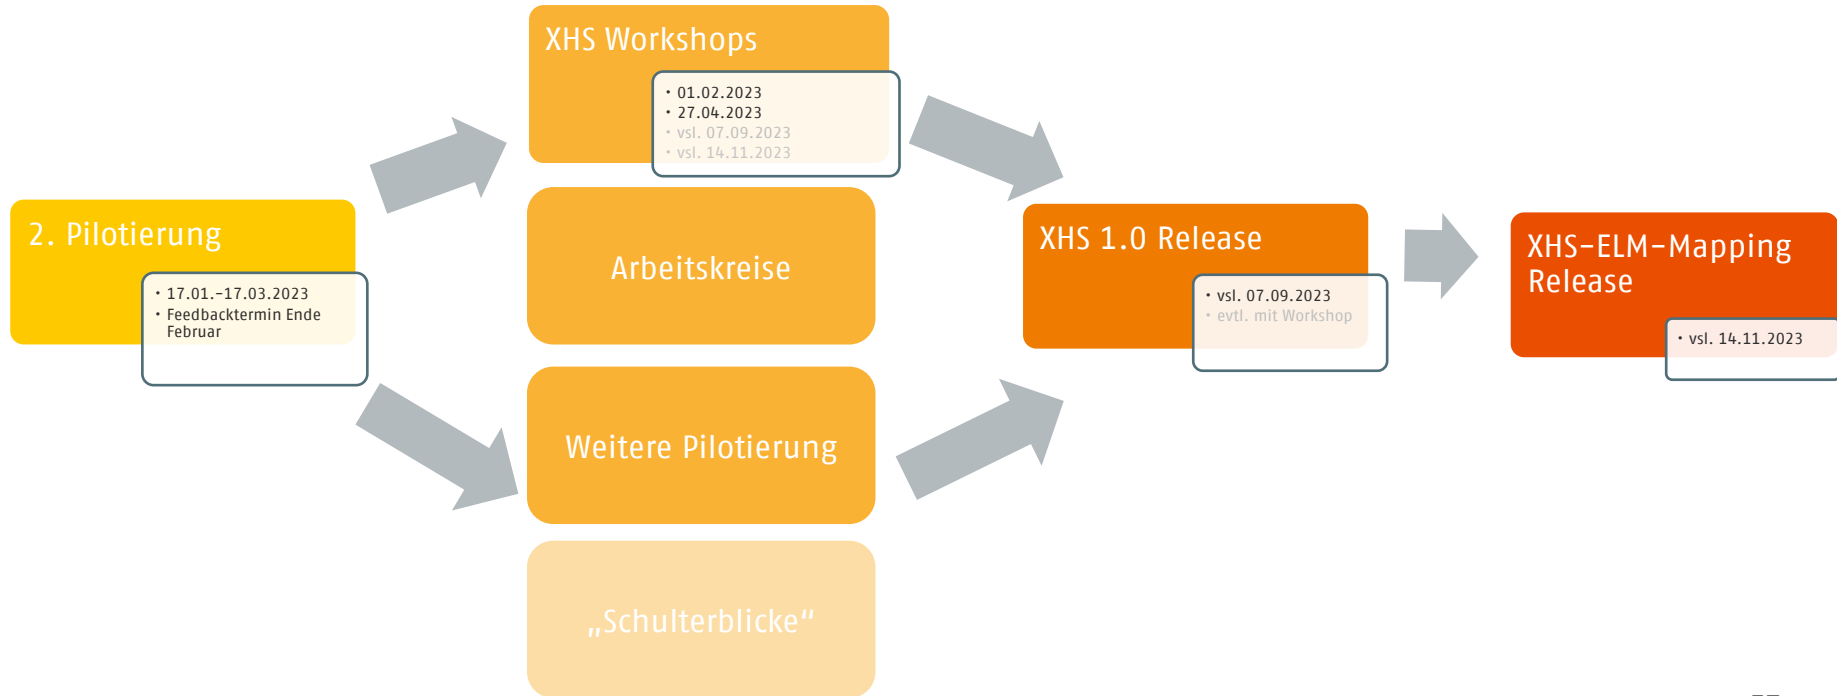 2. Pilotierung
• 17.01.-17.03.2023
• Feedbacktermin Ende
Februar
XHS Workshops
• 01.02.2023
• 27.04.2023
• vsl. 07.09.2023
• vsl. 14.11.2023
Arbeitskreise
Weitere Pilotierung
„Schulterblicke“
XHS 1.0 Release
• vsl. 07.09.2023
• evtl. mit Workshop
XHS-ELM-Mapping
Release
• vsl. 14.11.2023